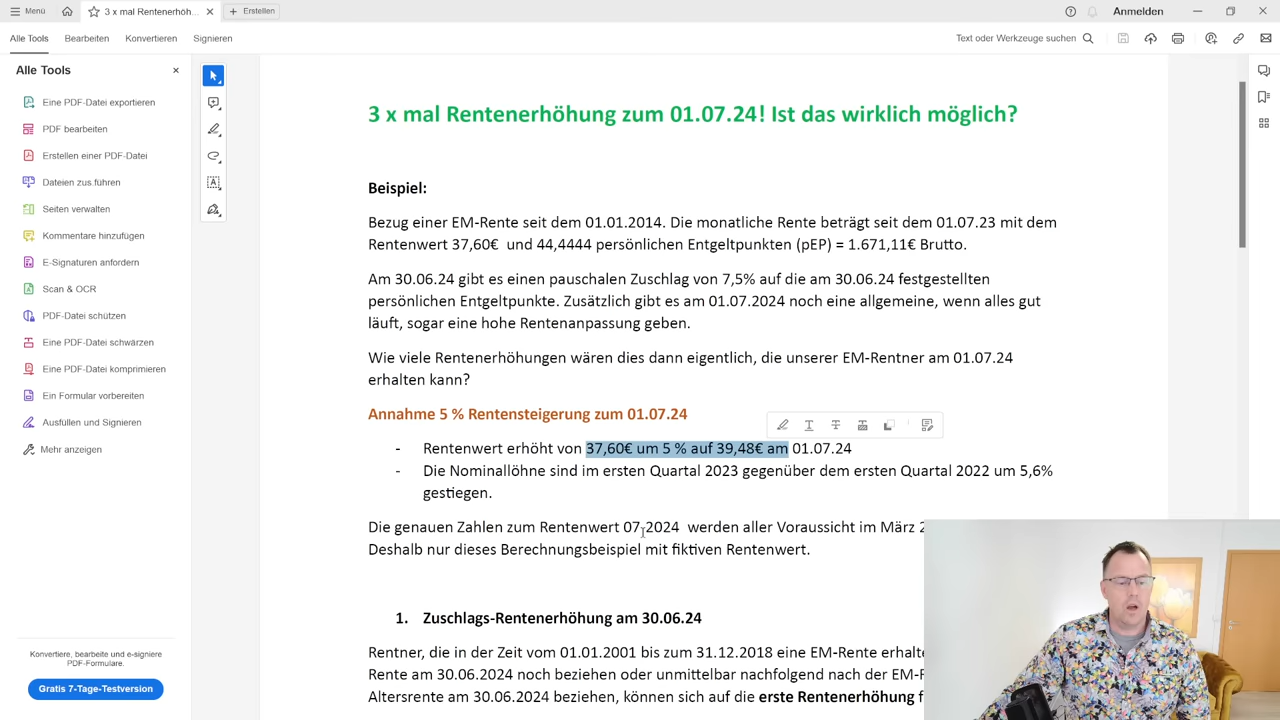 Menü
3 x mal Rentenerhöh...
Erstellen
Anmelden
Alle Tools
Bearbeiten
Konvertieren
Signieren
Text oder Werkzeuge suchen
Alle Tools
Eine PDF-Datei exportieren
PDF bearbeiten
Erstellen einer PDF-Datei
Dateien zus.führen
Seiten verwalten
Kommentare hinzufügen
E-Signaturen anfordern
Scan & OCR
PDF-Datei schützen
Eine PDF-Datei schwärzen
Eine PDF-Datei komprimieren
Ein Formular vorbereiten
Ausfüllen und Signieren
Mehr anzeigen
Konvertiere, bearbeite und e-signiere
PDF-Formulare.
Gratis 7-Tage-Testversion
3 x mal Rentenerhöhung zum 01.07.24! Ist das wirklich möglich?
Beispiel:
Bezug einer EM-Rente seit dem 01.01.2014. Die monatliche Rente beträgt seit dem 01.07.23 mit dem
Rentenwert 37,60€ und 44,4444 persönlichen Entgeltpunkten (pEP) = 1.671,11€ Brutto.
Am 30.06.24 gibt es einen pauschalen Zuschlag von 7,5% auf die am 30.06.24 festgestellten
persönlichen Entgeltpunkte. Zusätzlich gibt es am 01.07.2024 noch eine allgemeine, wenn alles gut
läuft, sogar eine hohe Rentenanpassung geben.
Wie viele Rentenerhöhungen wären dies dann eigentlich, die unserer EM-Rentner am 01.07.24
erhalten kann?
Annahme 5 % Rentensteigerung zum 01.07.24
- Rentenwert erhöht von 37,60€ um 5 % auf 39,48€ am 01.07.24
- Die Nominallöhne sind im ersten Quartal 2023 gegenüber dem ersten Quartal 2022 um 5,6%
gestiegen.
Die genauen Zahlen zum Rentenwert 07.2024 werden aller Voraussicht im März 2
Deshalb nur dieses Berechnungsbeispiel mit fiktiven Rentenwert.
1. Zuschlags-Rentenerhöhung am 30.06.24
Rentner, die in der Zeit vom 01.01.2001 bis zum 31.12.2018 eine EM-Rente erhalte
Rente am 30.06.2024 noch beziehen oder unmittelbar nachfolgend nach der EM-R
Altersrente am 30.06.2024 beziehen, können sich auf die erste Rentenerhöhung f